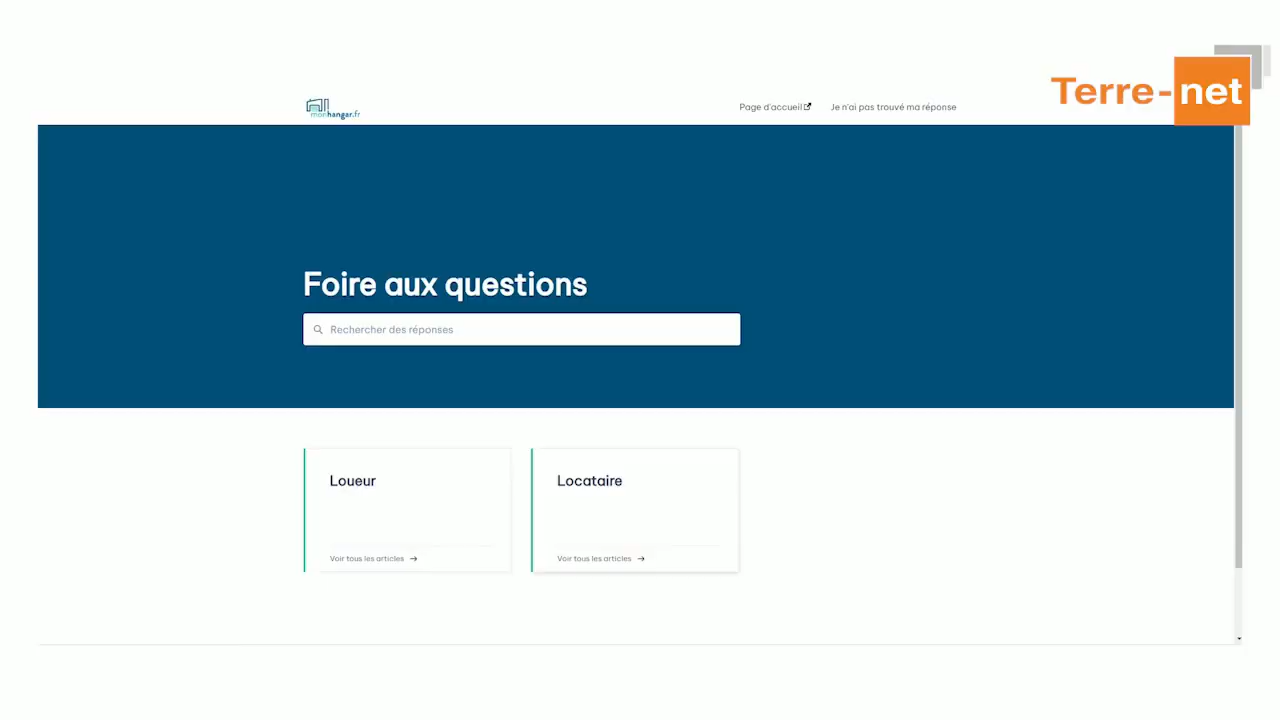 Terre-net
monhangar.fr
Page d'accueil
Je n'ai pas trouvé ma réponse
Foire aux questions
Rechercher des réponses
Loueur
Locataire
Voir tous les articles →
Voir tous les articles →